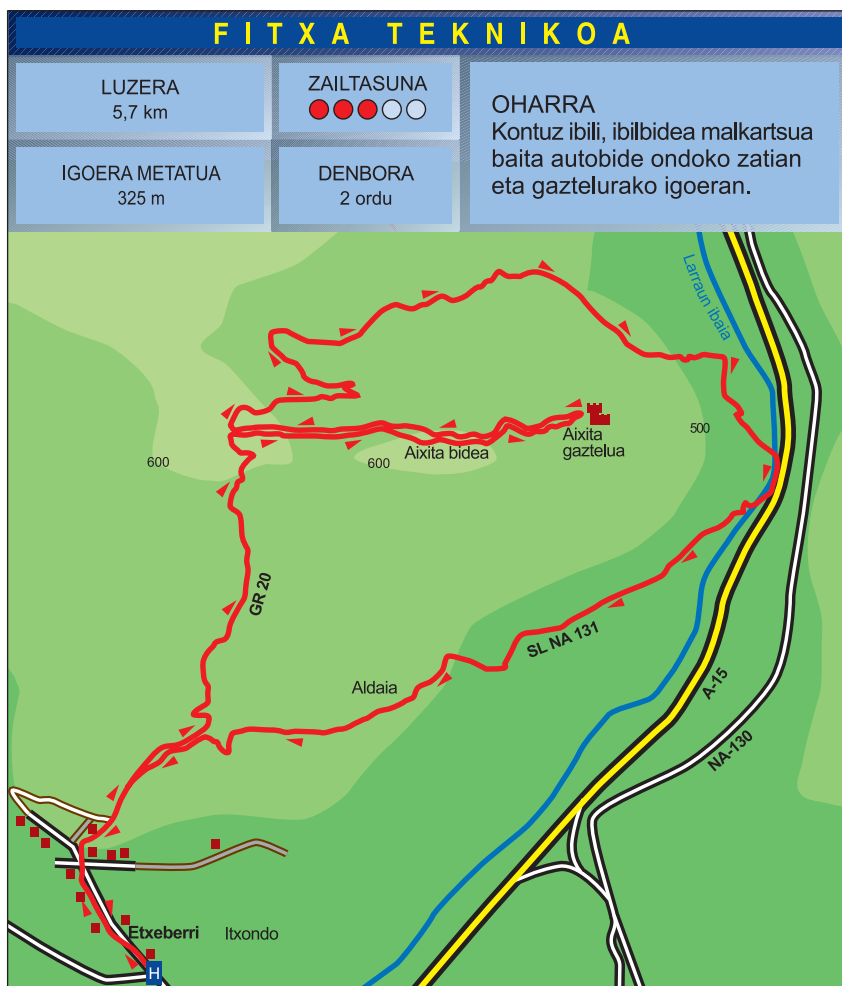 FITXA TEKNIKOA
LUZERA
5,7 km
ZAILTASUNA
IGOERA METATUA
325 m
DENBORA
2 ordu
OHARRA
Kontuz ibili, ibilbidea malkartsua
baita autobide ondoko zatian
eta gaztelurako igoeran.
Larraun ibaia
Aixita
gaztelua
500
Aixita bidea
600
600
GR 20
SL NA 131
Aldaia
A-15
NA-130
Etxeberri
Itxondo
H